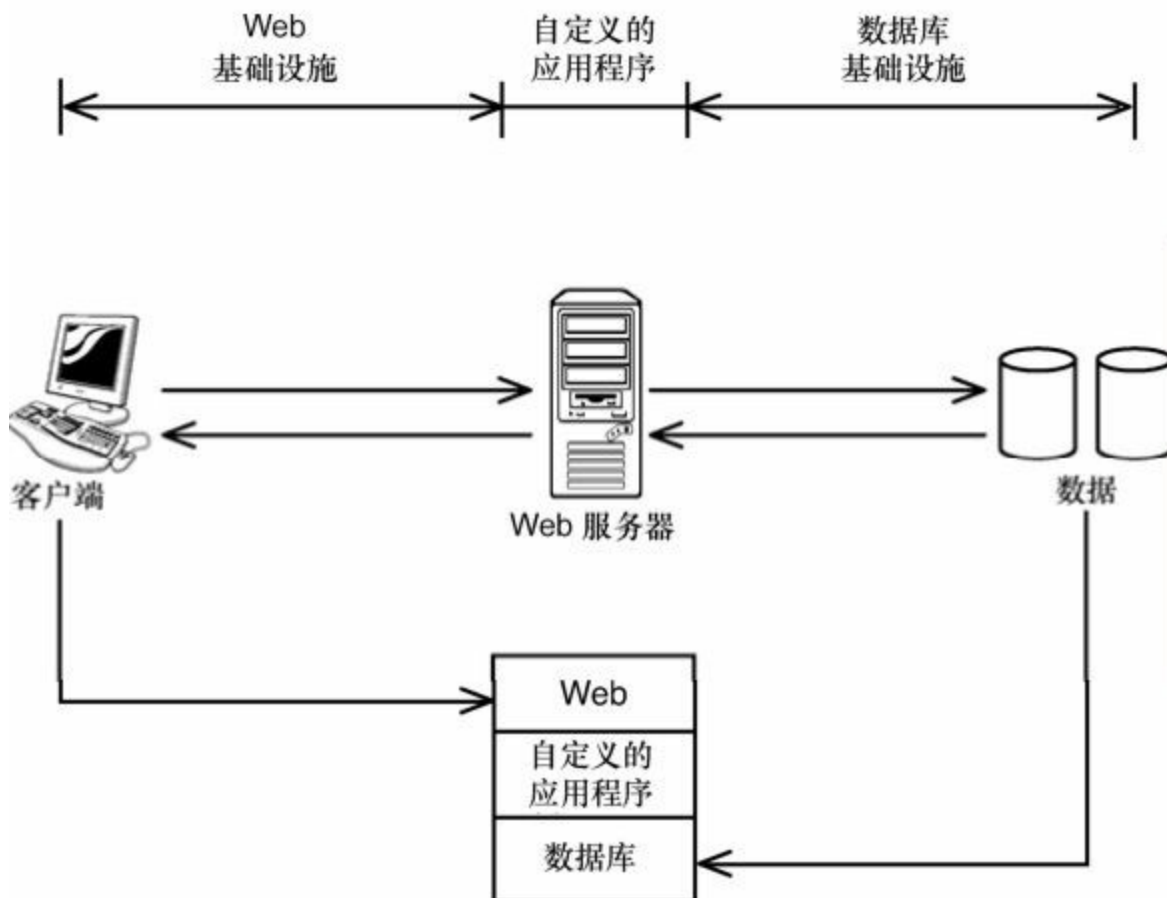 Web
基础设施
自定义的
应用程序
数据库
基础设施
客户端
Web 服务器
数据
Web
自定义的
应用程序
数据库